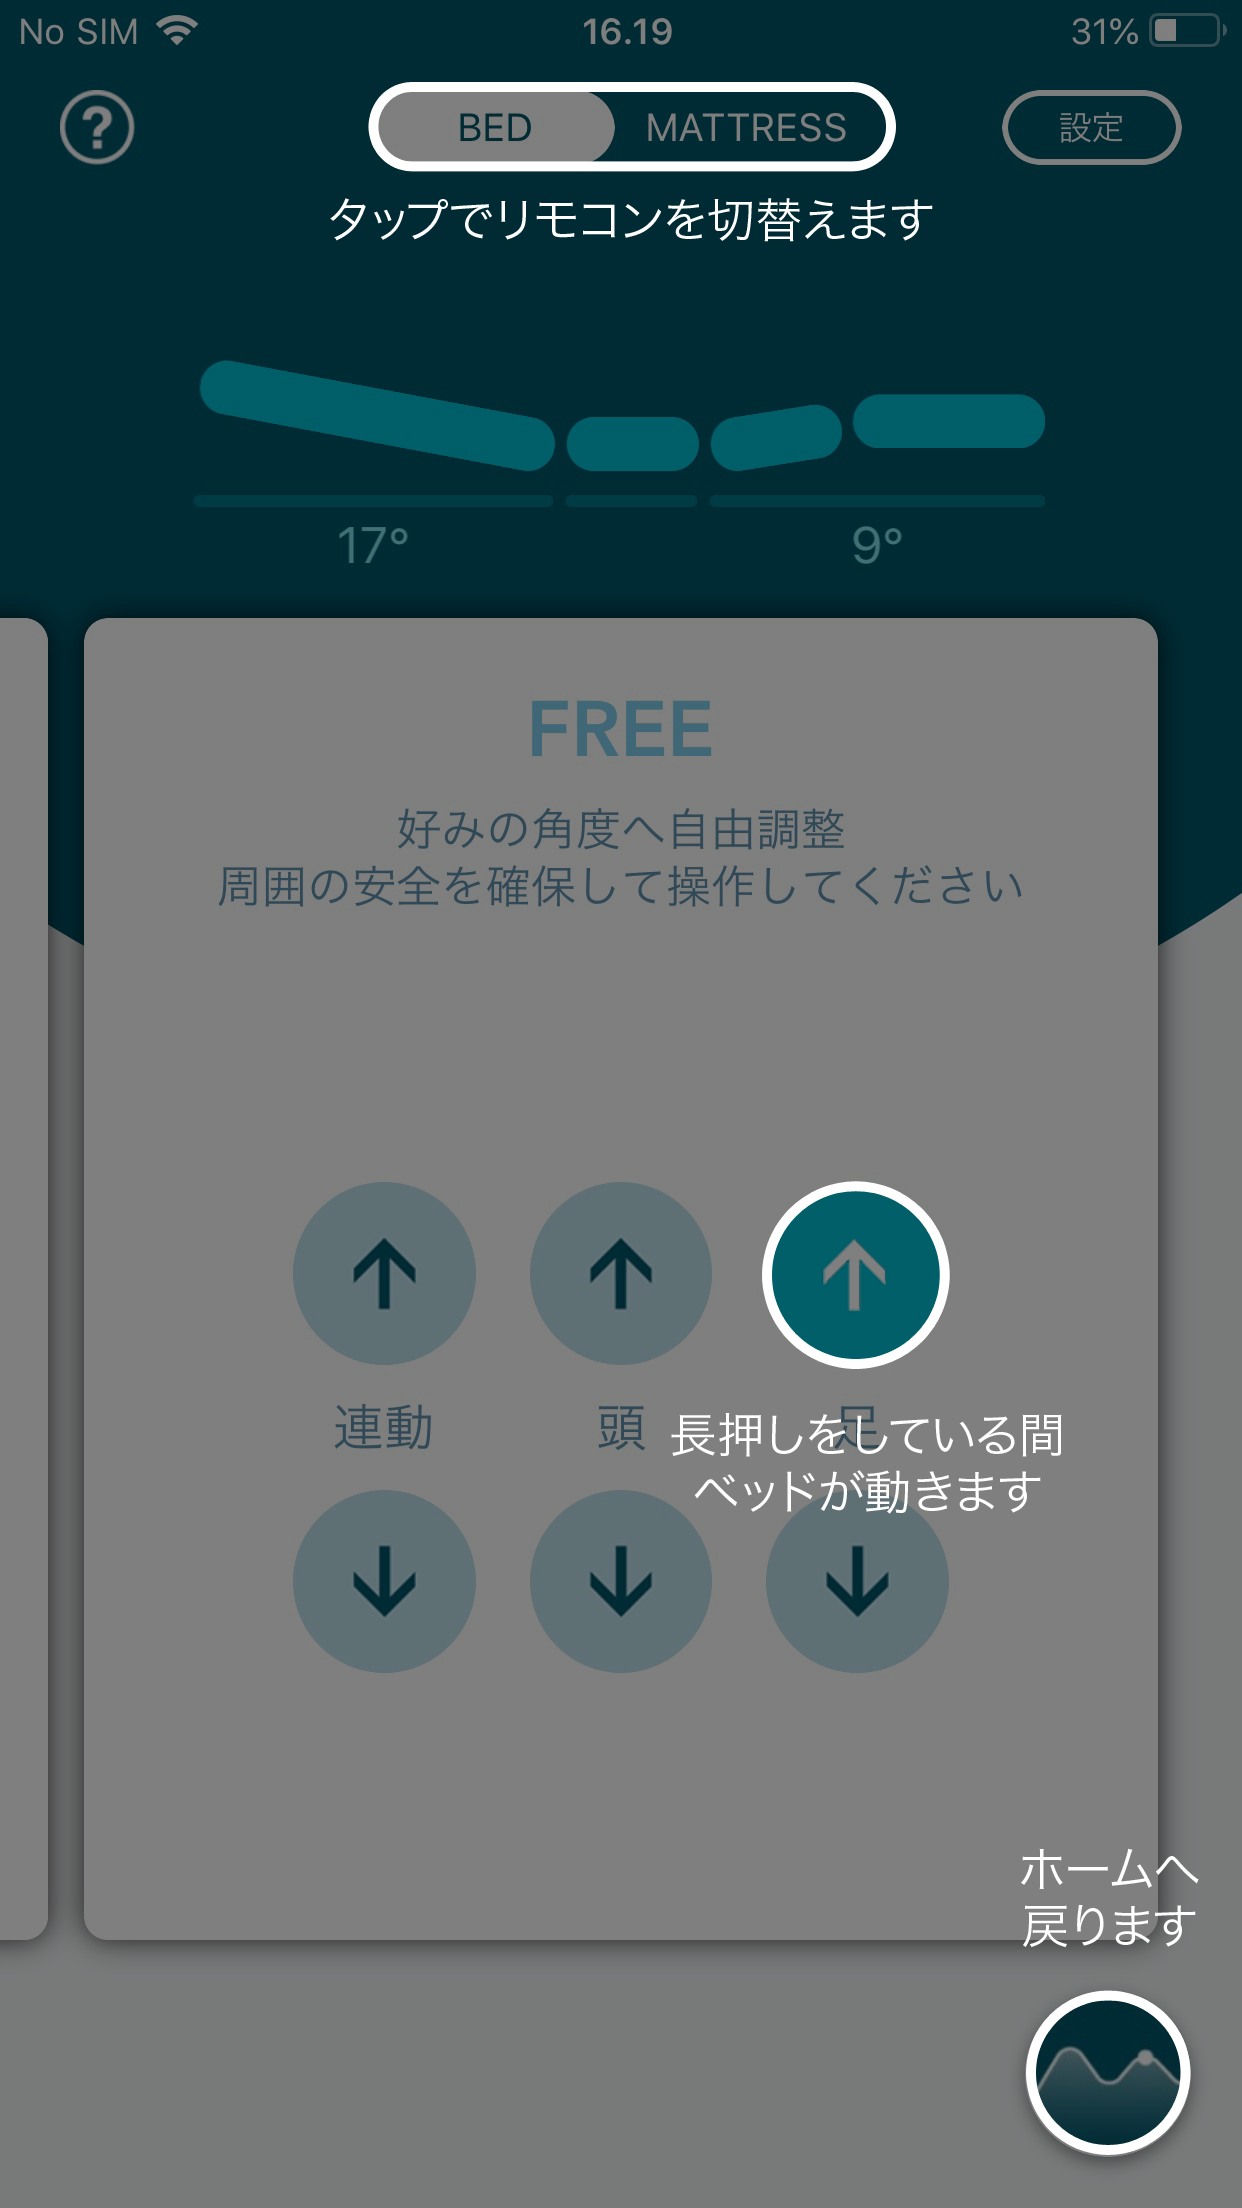 No SIM 16.19 31%
? BED MATTRESS 設定
タップでリモコンを切替えます
17° 9°
FREE
好みの角度へ自由調整
周囲の安全を確保して操作してください
連動 頭 足
長押しをしている間
ベッドが動きます
ホームへ
戻ります